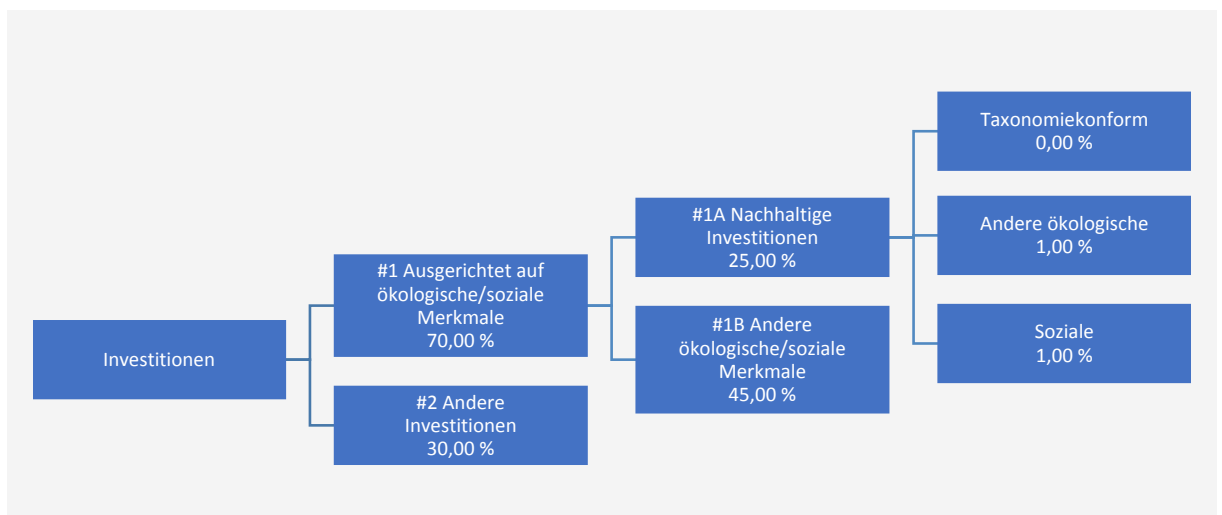 Investitionen
#1 Ausgerichtet auf
ökologische/soziale
Merkmale
70,00 %
#2 Andere
Investitionen
30,00 %
#1A Nachhaltige
Investitionen
25,00 %
#1B Andere
ökologische/soziale
Merkmale
45,00 %
Taxonomiekonform
0,00 %
Andere ökologische
1,00 %
Soziale
1,00 %